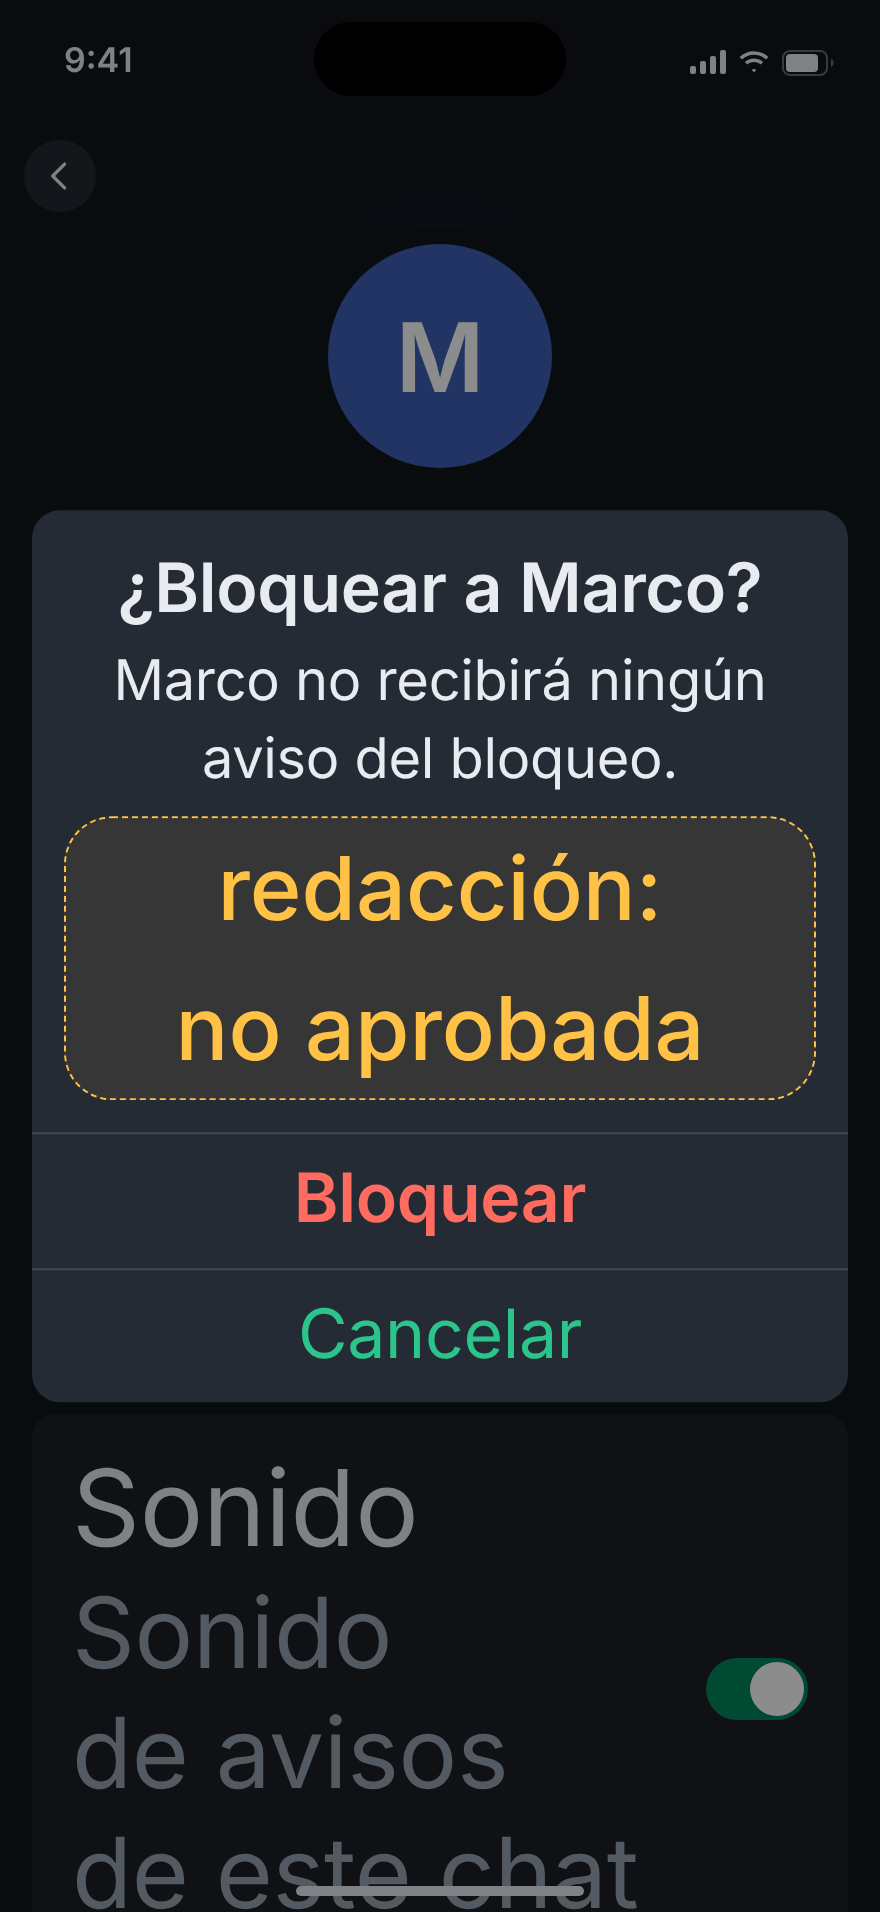 9:41
M
¿Bloquear a Marco?
Marco no recibirá ningún
aviso del bloqueo.
redacción:
no aprobada
Bloquear
Cancelar
Sonido
Sonido
de avisos
de este chat